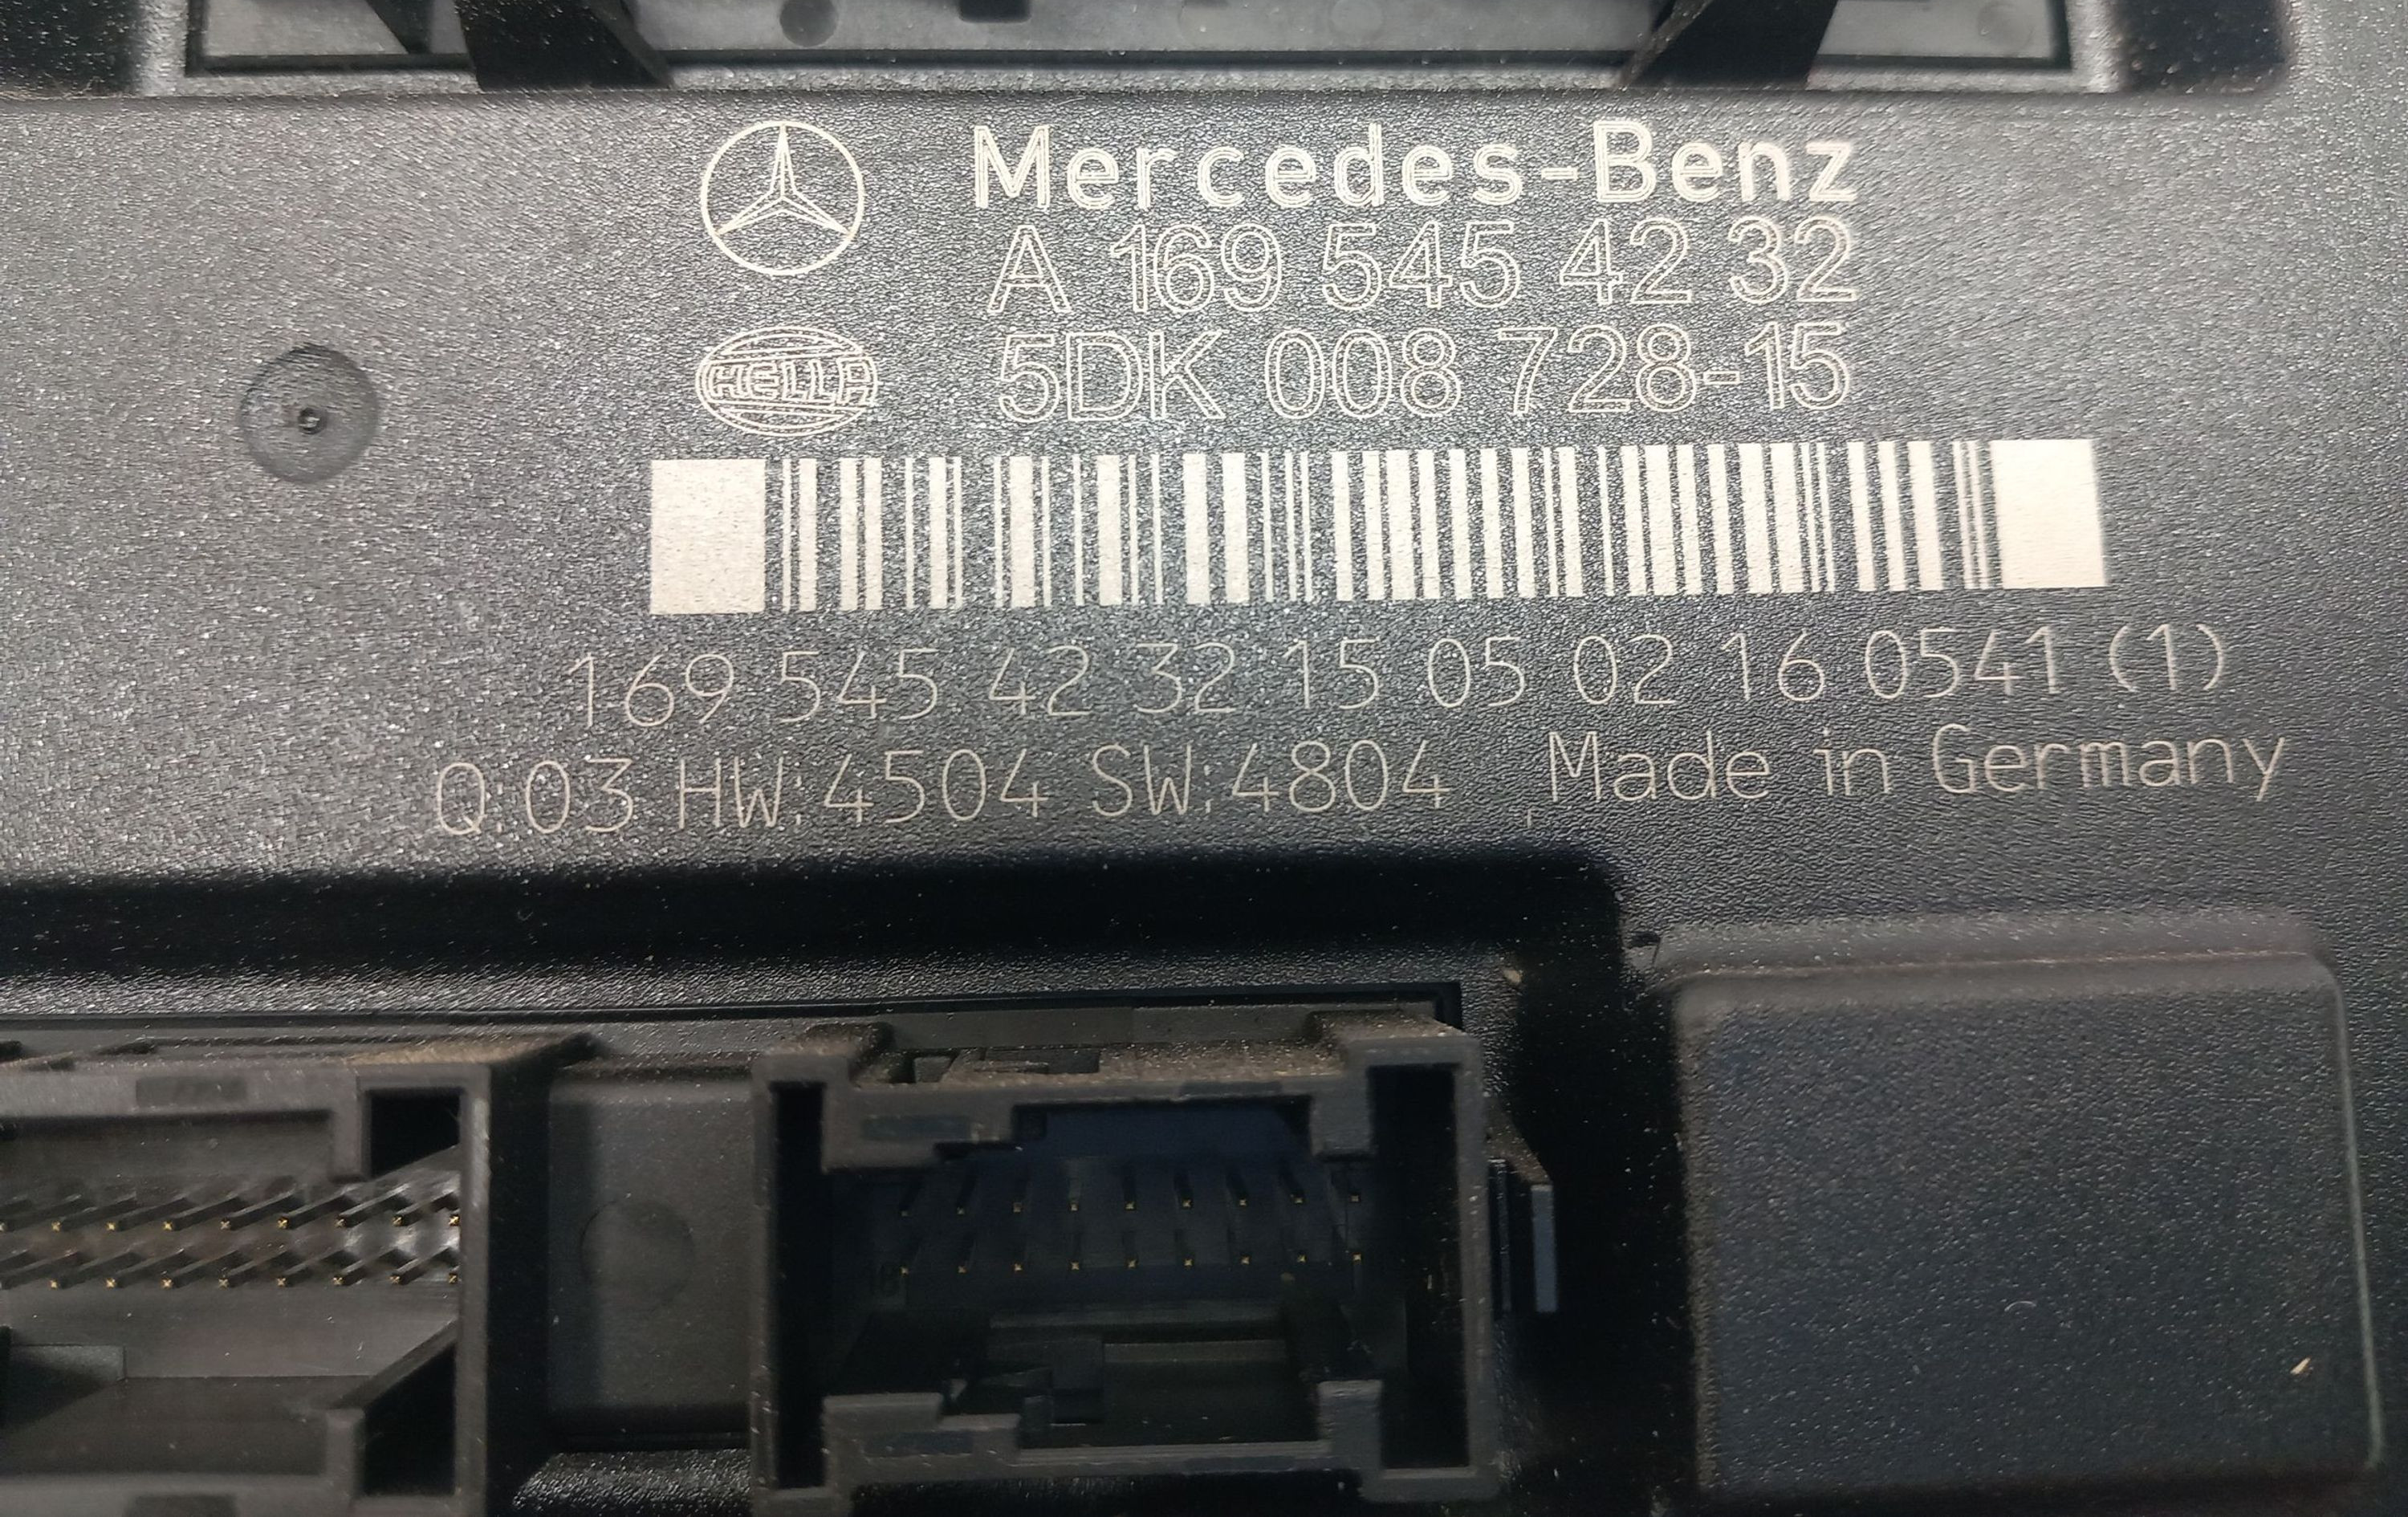 Mercedes-Benz
A 169 545 42 32
HELLA
5DK 008 728-15
169 545 42 32 15 05 02 16 0541 (1)
Q:03 HW:4504 SW:4804 Made in Germany
18